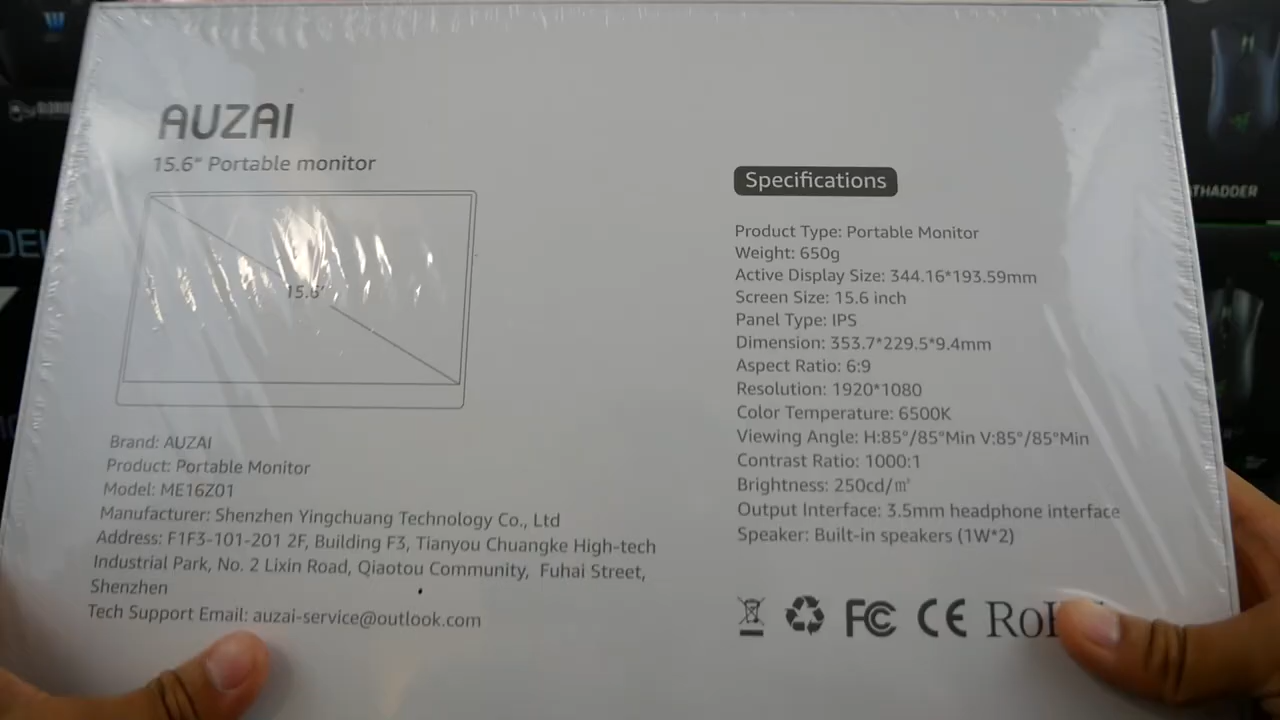 AUZAI
15.6" Portable monitor
15.6"
Brand: AUZAI
Product: Portable Monitor
Model: ME16Z01
Manufacturer: Shenzhen Yingchuang Technology Co., Ltd
Address: F1F3-101-201 2F, Building F3, Tianyou Chuangke High-tech
Industrial Park, No. 2 Lixin Road, Qiaotou Community, Fuhai Street,
Shenzhen
Tech Support Email: auzai-service@outlook.com
Specifications
Product Type: Portable Monitor
Weight: 650g
Active Display Size: 344.16*193.59mm
Screen Size: 15.6 inch
Panel Type: IPS
Dimension: 353.7*229.5*9.4mm
Aspect Ratio: 6:9
Resolution: 1920*1080
Color Temperature: 6500K
Viewing Angle: H:85°/85°Min V:85°/85°Min
Contrast Ratio: 1000:1
Brightness: 250cd/㎡
Output Interface: 3.5mm headphone interface
Speaker: Built-in speakers (1W*2)
FC CE